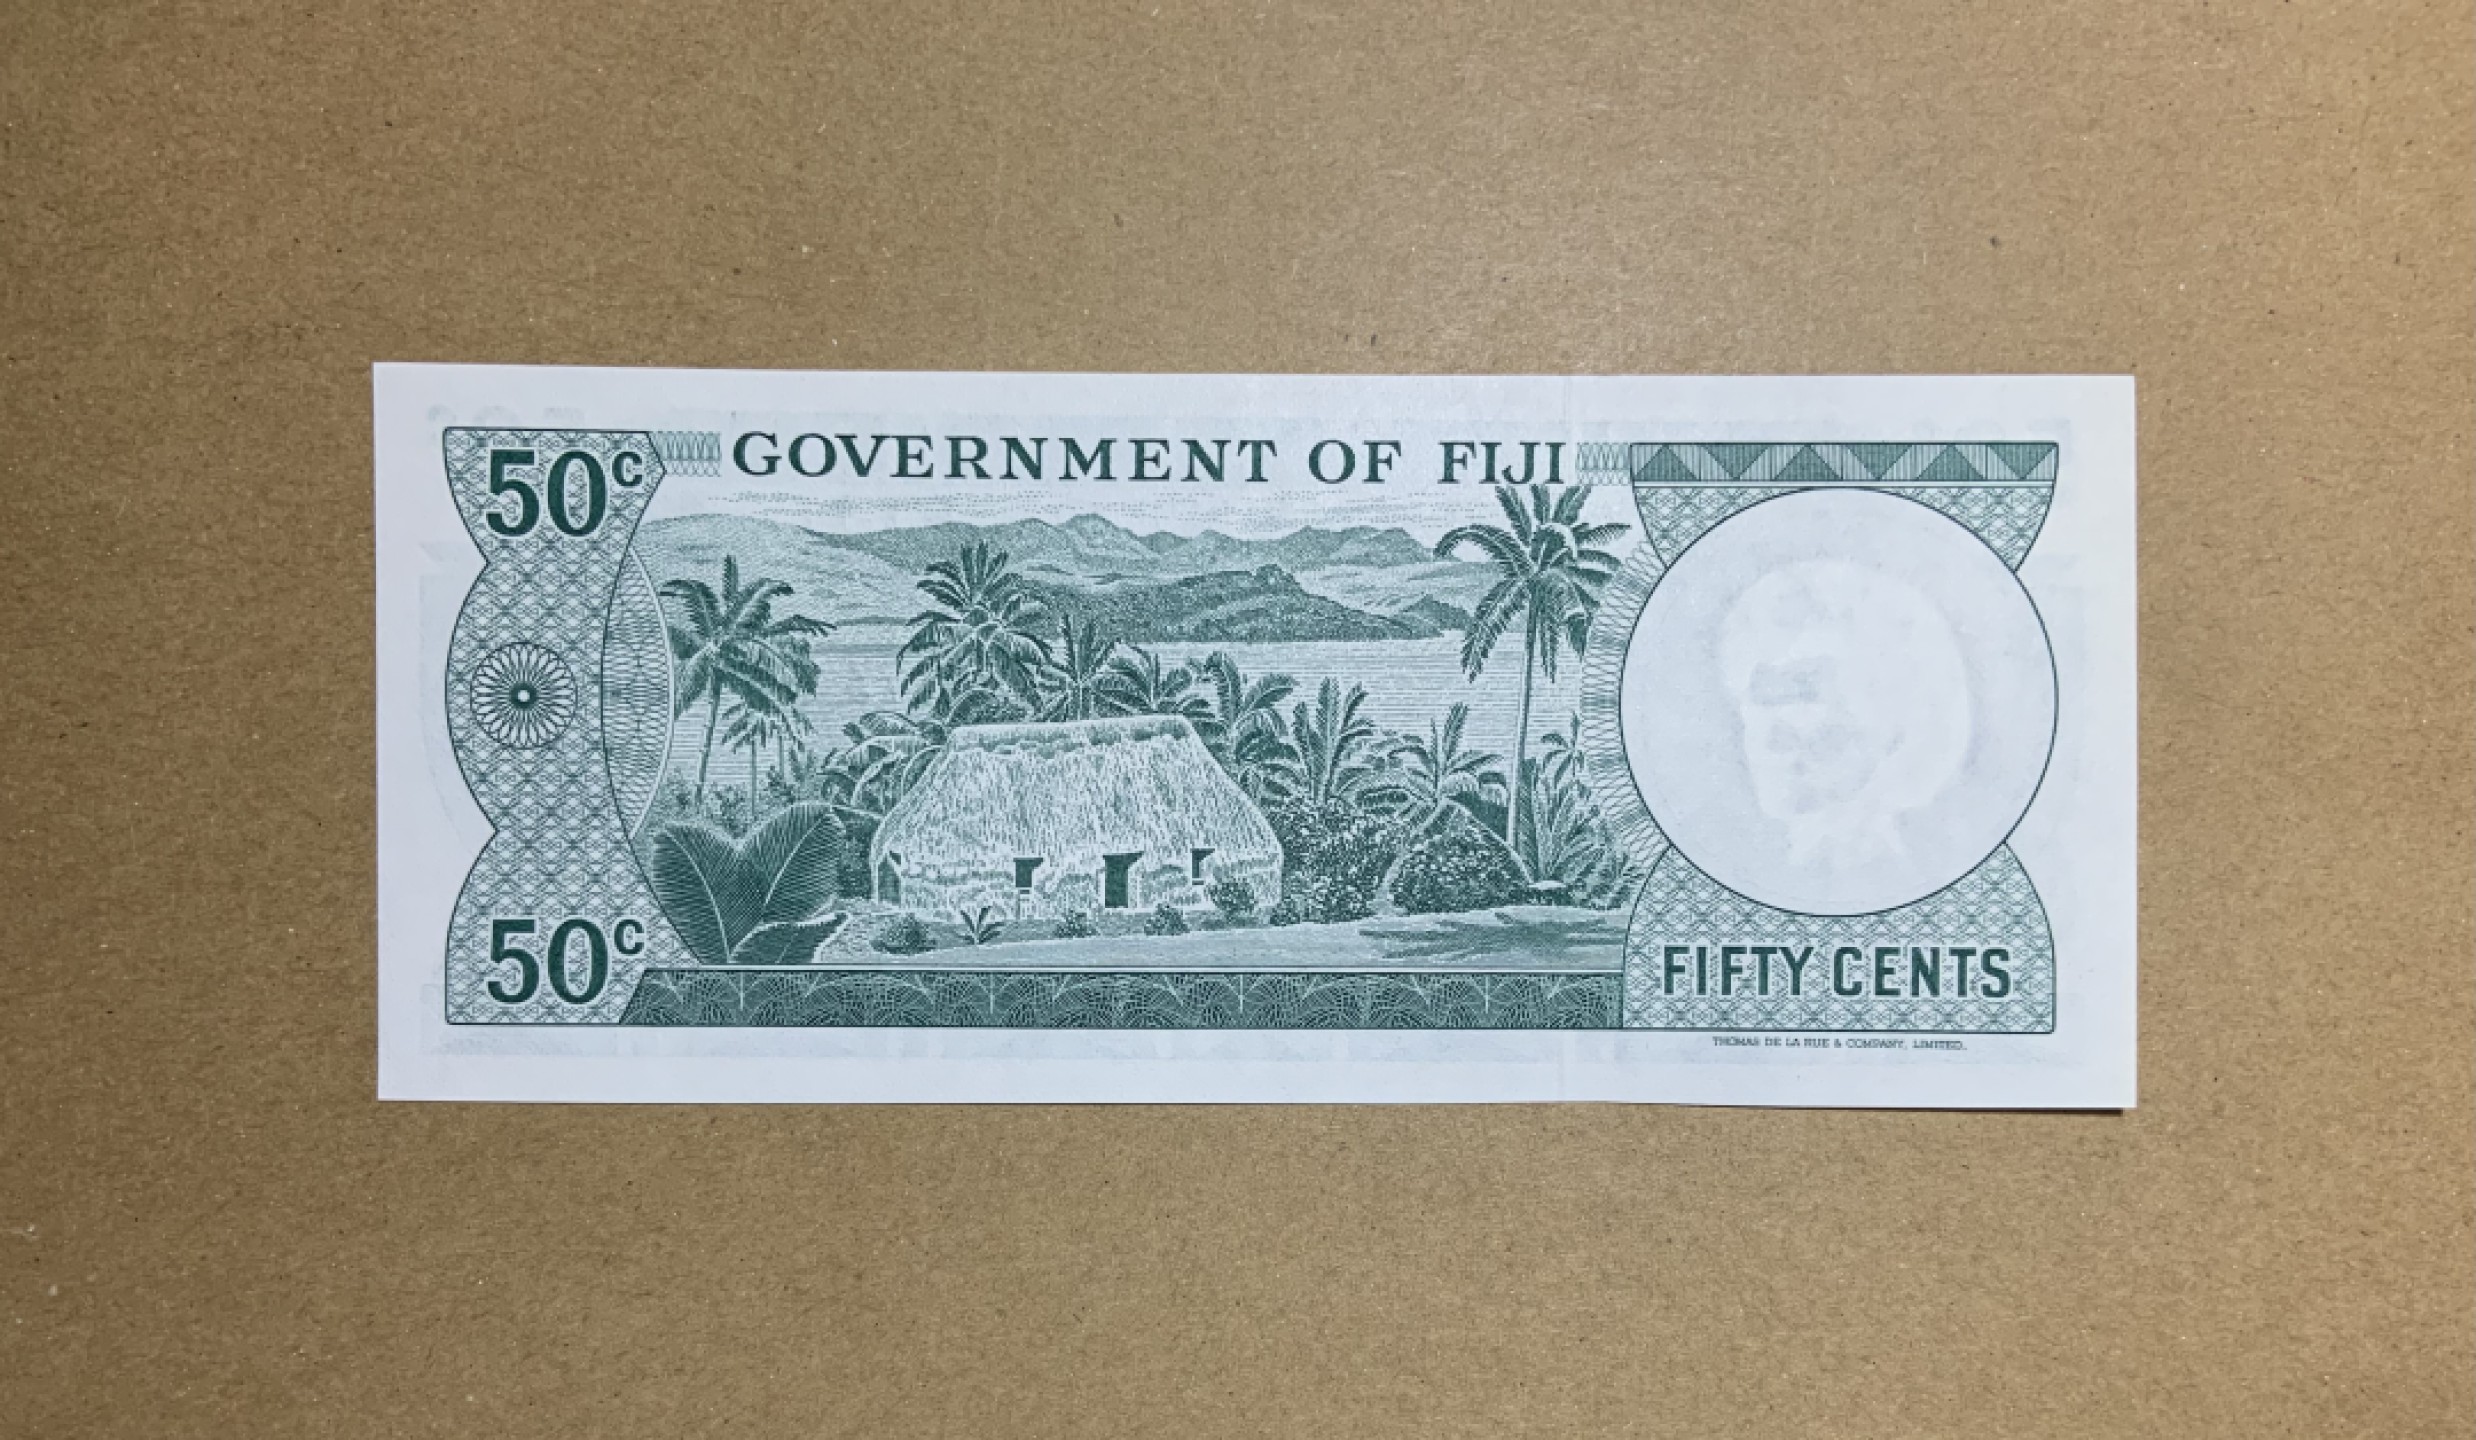 50c
GOVERNMENT OF FIJI
50c
FIFTY CENTS
THOMAS DE LA RUE & COMPANY, LIMITED.